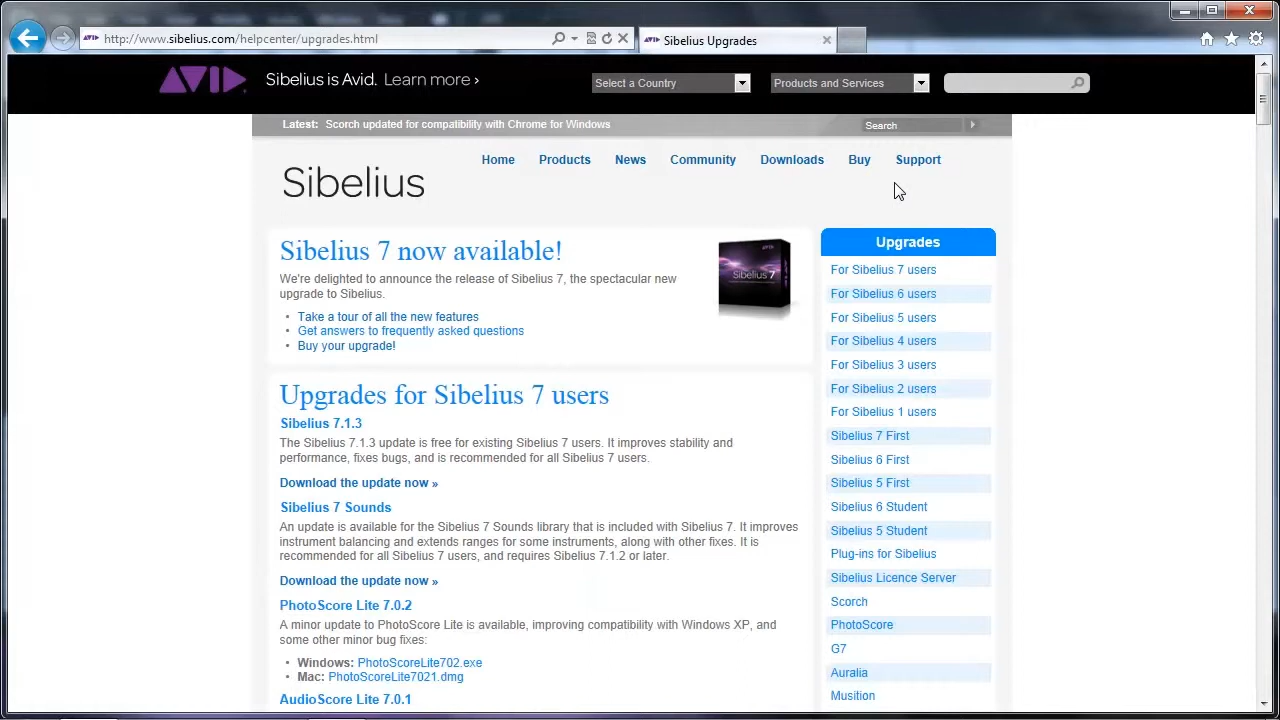 http://www.sibelius.com/helpcenter/upgrades.html
Sibelius Upgrades
AVID
Sibelius is Avid. Learn more ›
Select a Country
Products and Services
Latest: Scorch updated for compatibility with Chrome for Windows
Search
Sibelius
Home Products News Community Downloads Buy Support
Sibelius 7 now available!
We're delighted to announce the release of Sibelius 7, the spectacular new
upgrade to Sibelius.
• Take a tour of all the new features
• Get answers to frequently asked questions
• Buy your upgrade!
Sibelius 7
Upgrades for Sibelius 7 users
Sibelius 7.1.3
The Sibelius 7.1.3 update is free for existing Sibelius 7 users. It improves stability and
performance, fixes bugs, and is recommended for all Sibelius 7 users.
Download the update now »
Sibelius 7 Sounds
An update is available for the Sibelius 7 Sounds library that is included with Sibelius 7. It improves
instrument balancing and extends ranges for some instruments, along with other fixes. It is
recommended for all Sibelius 7 users, and requires Sibelius 7.1.2 or later.
Download the update now »
PhotoScore Lite 7.0.2
A minor update to PhotoScore Lite is available, improving compatibility with Windows XP, and
some other minor bug fixes:
• Windows: PhotoScoreLite702.exe
• Mac: PhotoScoreLite7021.dmg
AudioScore Lite 7.0.1
Upgrades
For Sibelius 7 users
For Sibelius 6 users
For Sibelius 5 users
For Sibelius 4 users
For Sibelius 3 users
For Sibelius 2 users
For Sibelius 1 users
Sibelius 7 First
Sibelius 6 First
Sibelius 5 First
Sibelius 6 Student
Sibelius 5 Student
Plug-ins for Sibelius
Sibelius Licence Server
Scorch
PhotoScore
G7
Auralia
Musition